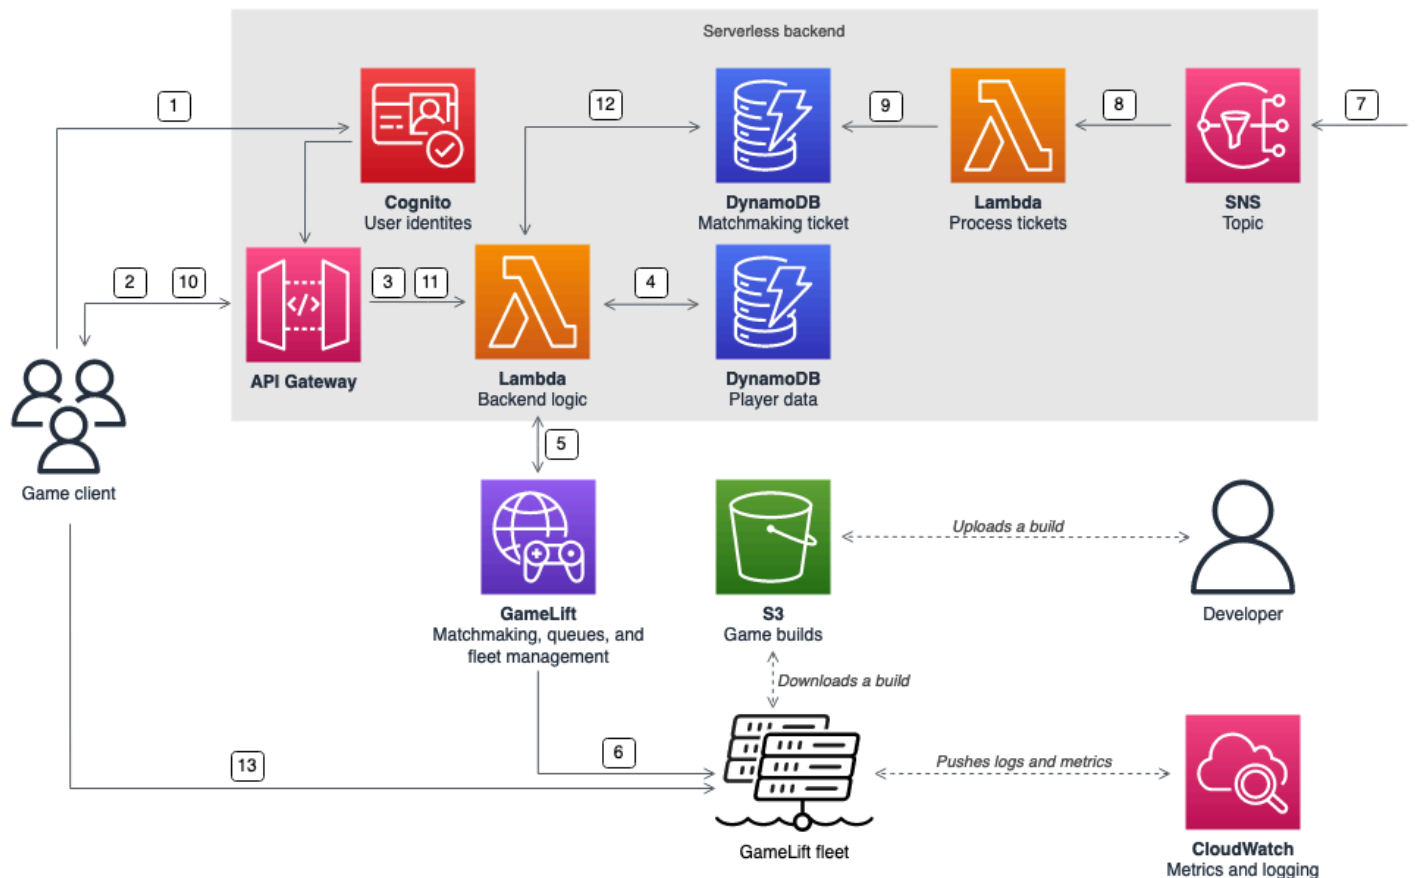 Serverless backend
1
12
9
8
7
Cognito
User identites
DynamoDB
Matchmaking ticket
Lambda
Process tickets
SNS
Topic
2
10
3
11
4
API Gateway
Lambda
Backend logic
DynamoDB
Player data
Game client
5
GameLift
Matchmaking, queues, and
fleet management
S3
Game builds
Uploads a build
Developer
Downloads a build
6
13
Pushes logs and metrics
GameLift fleet
CloudWatch
Metrics and logging